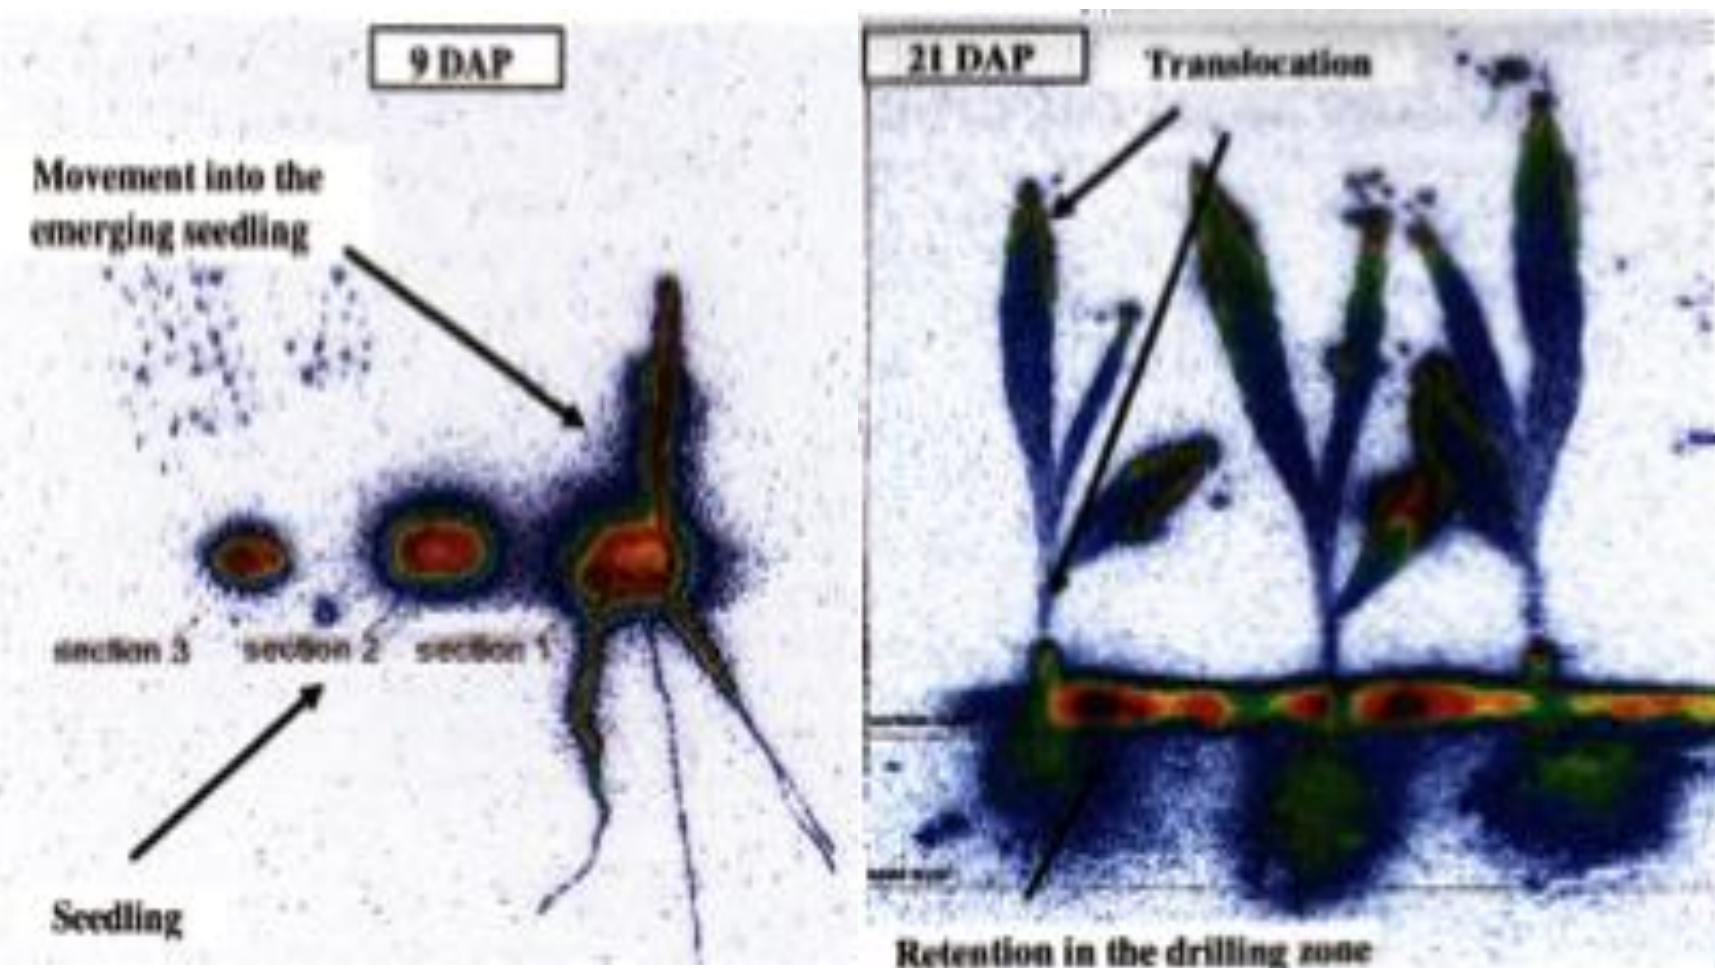 9 DAP
Movement into the
emerging seedling
section 3
section 2
section 1
Seedling
21 DAP
Translocation
Retention in the drilling zone